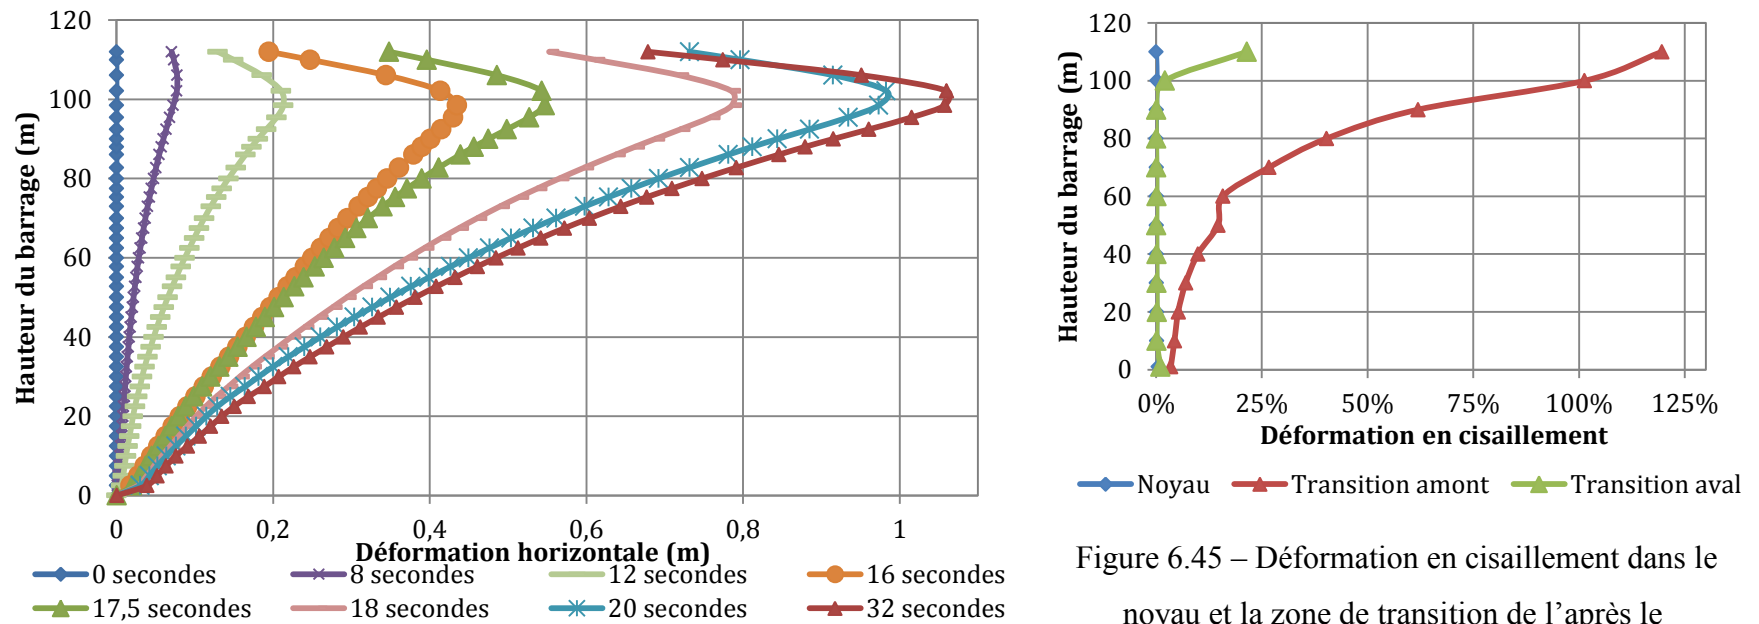 120
100
80
60
40
20
0
Hauteur du barrage (m)
0
0,2
0,4
0,6
0,8
1
Déformation horizontale (m)
0 secondes
8 secondes
12 secondes
16 secondes
17,5 secondes
18 secondes
20 secondes
32 secondes
120
100
80
60
40
20
0
Hauteur du barrage (m)
0%
25%
50%
75%
100%
125%
Déformation en cisaillement
Noyau
Transition amont
Transition aval
Figure 6.45 – Déformation en cisaillement dans le
noyau et la zone de transition de l’après le